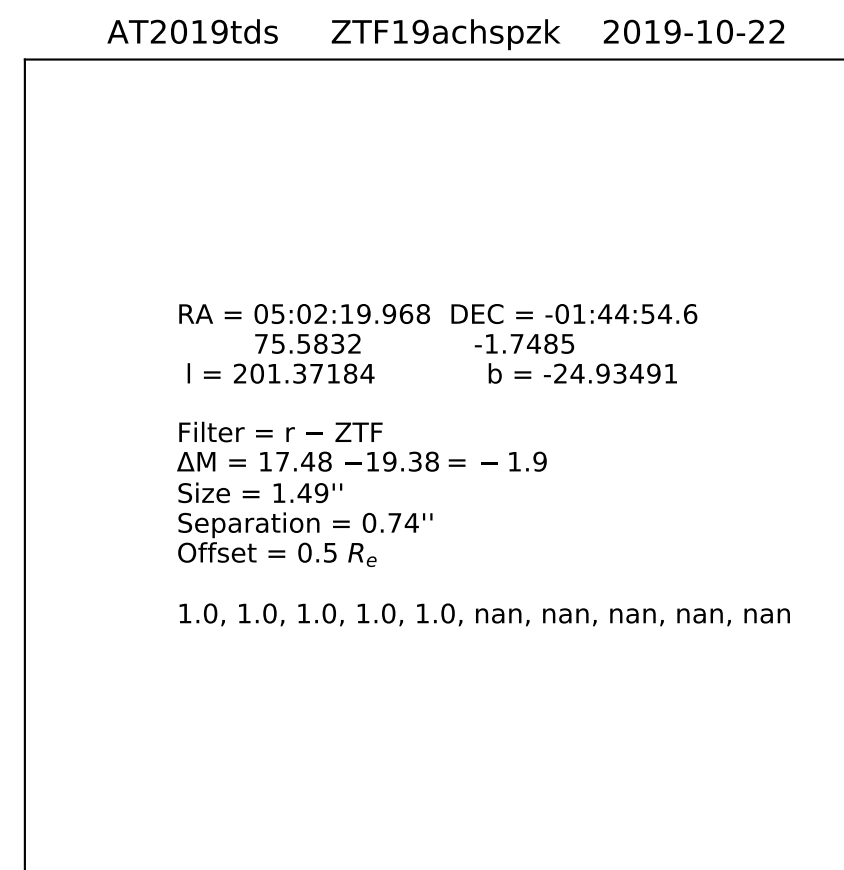 AT2019tds ZTF19achspzk 2019-10-22
RA = 05:02:19.968 DEC = -01:44:54.6
75.5832 -1.7485
l = 201.37184 b = -24.93491
Filter = r − ZTF
ΔM = 17.48 −19.38 = − 1.9
Size = 1.49''
Separation = 0.74''
Offset = 0.5 Rₑ
1.0, 1.0, 1.0, 1.0, 1.0, nan, nan, nan, nan, nan